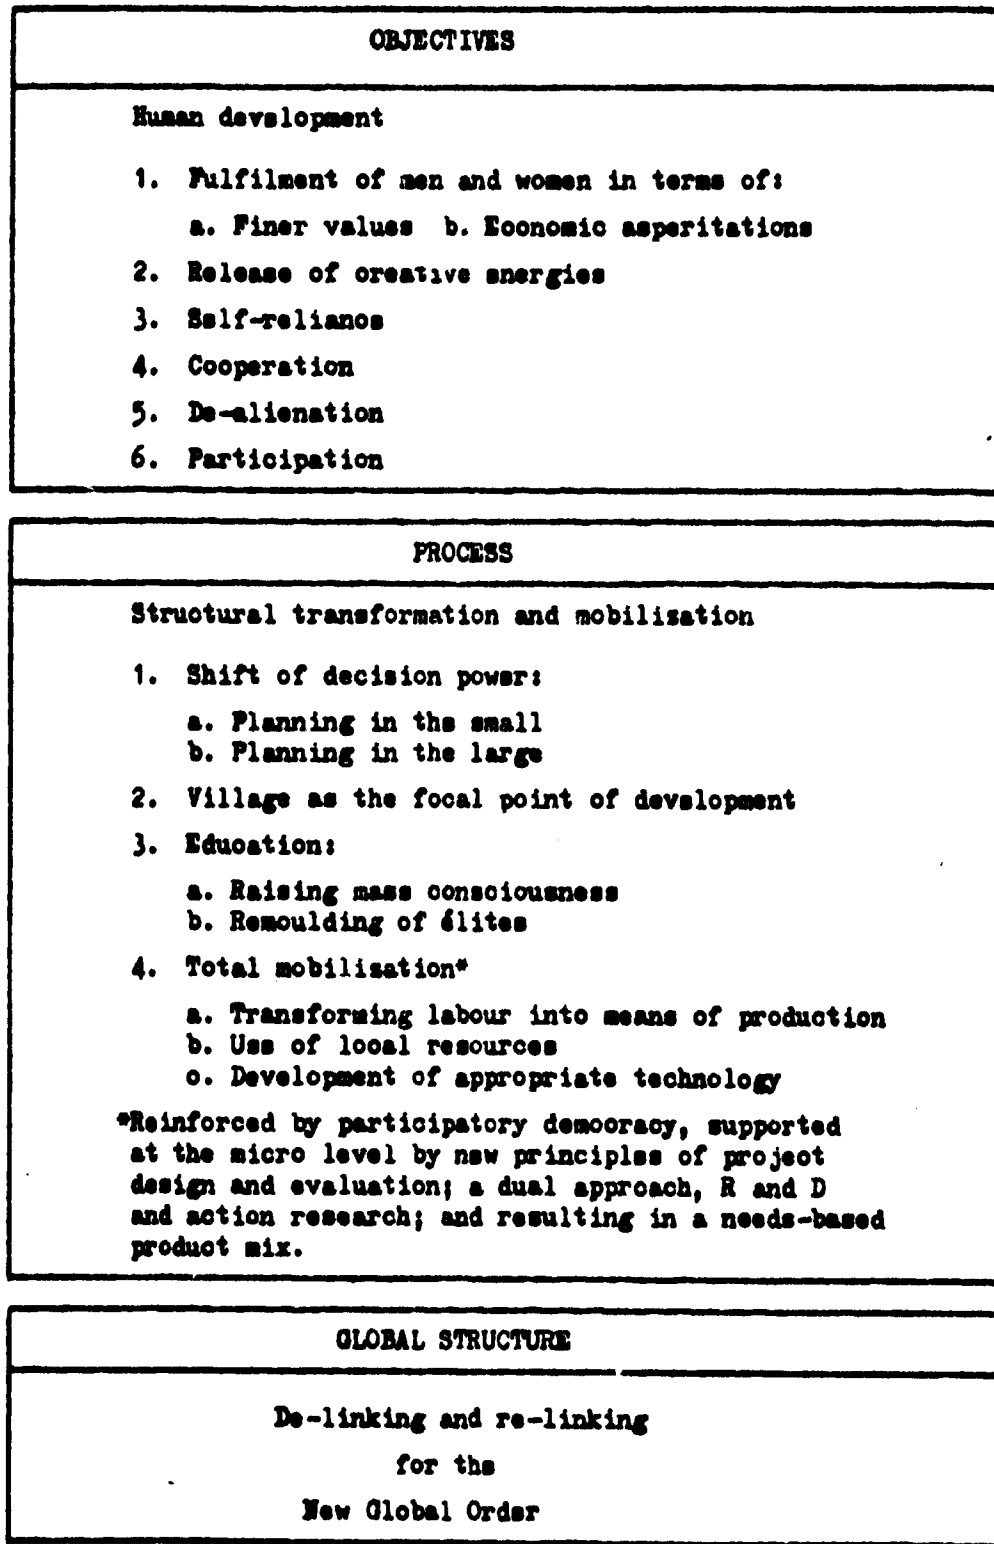 OBJECTIVES
Human development
1. Fulfilment of men and women in terms of:
a. Finer values b. Economic asperitations
2. Release of creative energies
3. Self-reliance
4. Cooperation
5. De-alienation
6. Participation
PROCESS
Structural transformation and mobilisation
1. Shift of decision power:
a. Planning in the small
b. Planning in the large
2. Village as the focal point of development
3. Education:
a. Raising mass consciousness
b. Remoulding of élites
4. Total mobilisation*
a. Transforming labour into means of production
b. Use of local resources
c. Development of appropriate technology
*Reinforced by participatory democracy, supported
at the micro level by new principles of project
design and evaluation; a dual approach, R and D
and action research; and resulting in a needs-based
product mix.
GLOBAL STRUCTURE
De-linking and re-linking
for the
New Global Order